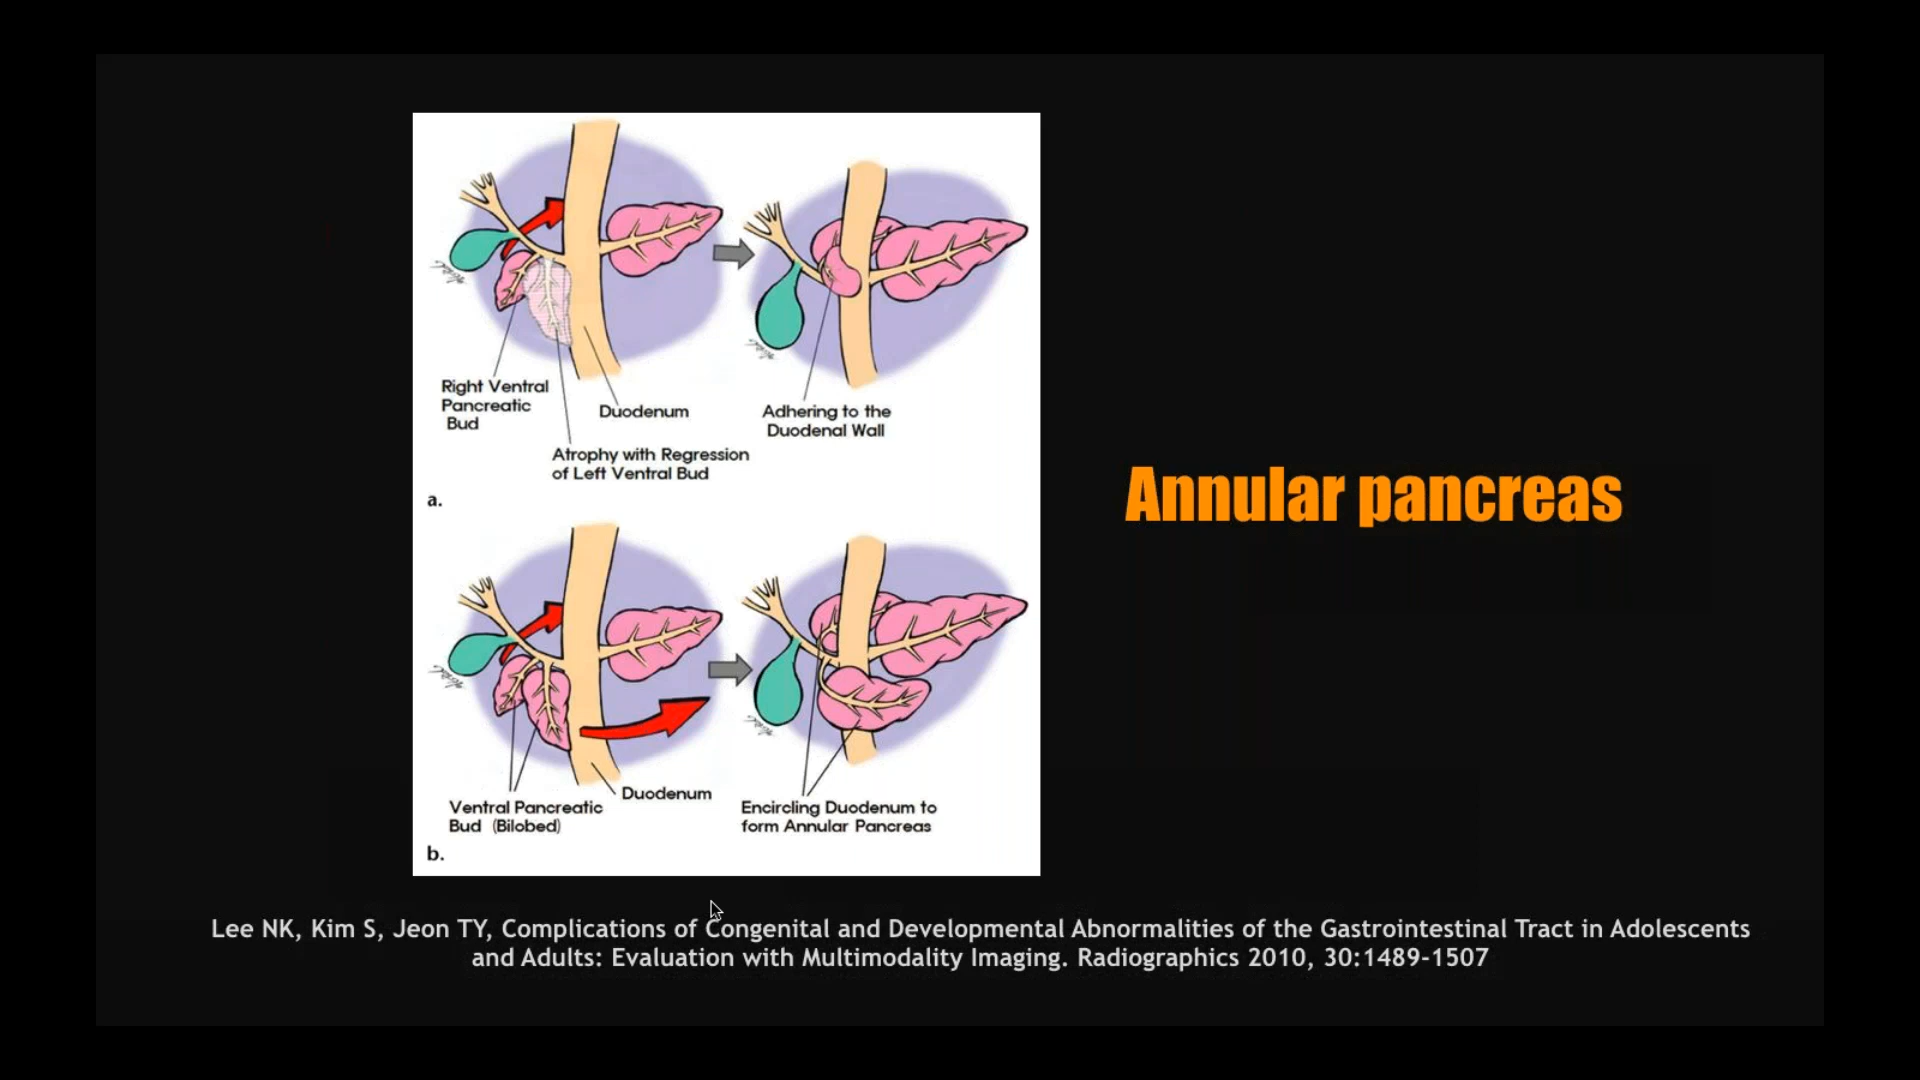 Right Ventral
Pancreatic
Bud
Duodenum
Adhering to the
Duodenal Wall
Atrophy with Regression
of Left Ventral Bud
a.
Annular pancreas
Ventral Pancreatic
Bud (Bilobed)
Duodenum
Encircling Duodenum to
form Annular Pancreas
b.
Lee NK, Kim S, Jeon TY, Complications of Congenital and Developmental Abnormalities of the Gastrointestinal Tract in Adolescents
and Adults: Evaluation with Multimodality Imaging. Radiographics 2010, 30:1489-1507